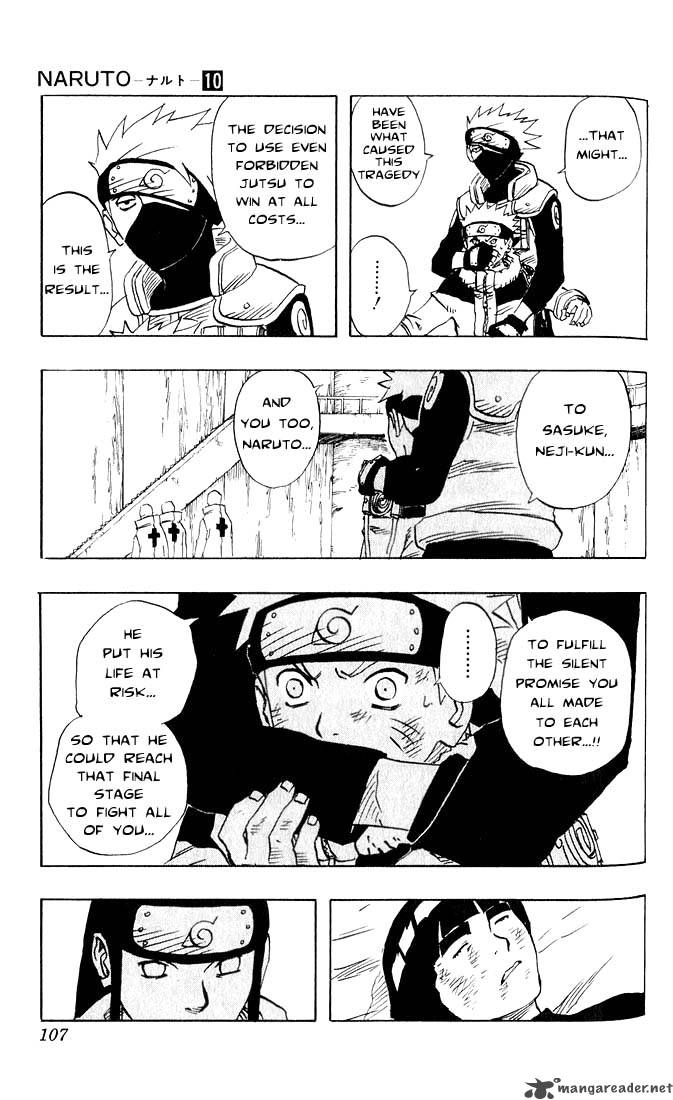 NARUTO -ナルト- 10
...THAT
MIGHT...
HAVE
BEEN
WHAT
CAUSED
THIS
TRAGEDY
......!
THE DECISION
TO USE EVEN
FORBIDDEN
JUTSU TO
WIN AT ALL
COSTS...
THIS
IS THE
RESULT...
TO
SASUKE,
NEJI-KUN...
AND
YOU TOO,
NARUTO...
TO FULFILL
THE SILENT
PROMISE YOU
ALL MADE
TO EACH
OTHER...!!
........
HE
PUT HIS
LIFE AT
RISK...
SO THAT HE
COULD REACH
THAT FINAL
STAGE
TO FIGHT ALL
OF YOU...
107
mangareader.net